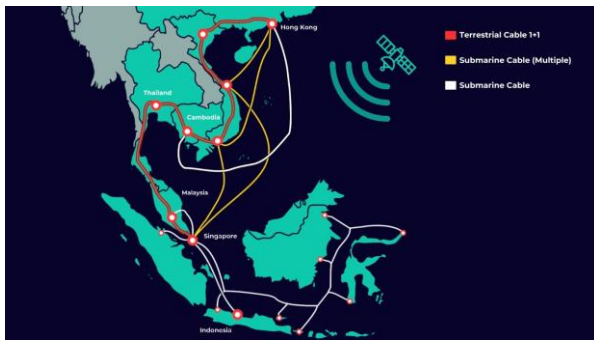 Hong Kong
Terrestrial Cable 1+1
Submarine Cable (Multiple)
Submarine Cable
Thailand
Cambodia
Malaysia
Singapore
Indonesia